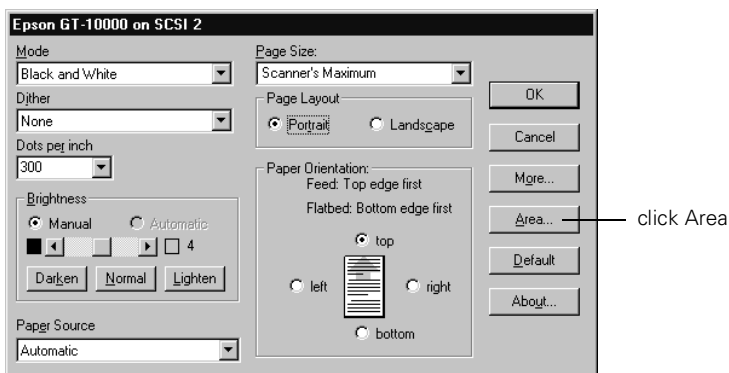 Epson GT-10000 on SCSI 2
Mode
Black and White
Dither
None
Dots per inch
300
Brightness
Manual
Automatic
4
Darken
Normal
Lighten
Paper Source
Automatic
Page Size:
Scanner's Maximum
Page Layout
Portrait
Landscape
Paper Orientation:
Feed: Top edge first
Flatbed: Bottom edge first
top
left
right
bottom
OK
Cancel
More...
Area...
click Area
Default
About...